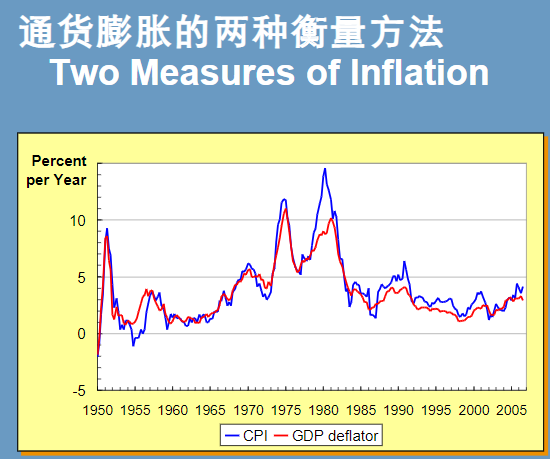 通货膨胀的两种衡量方法
Two Measures of Inflation
Percent
per Year
10
5
0
-5
1950 1955 1960 1965 1970 1975 1980 1985 1990 1995 2000 2005
CPI GDP deflator